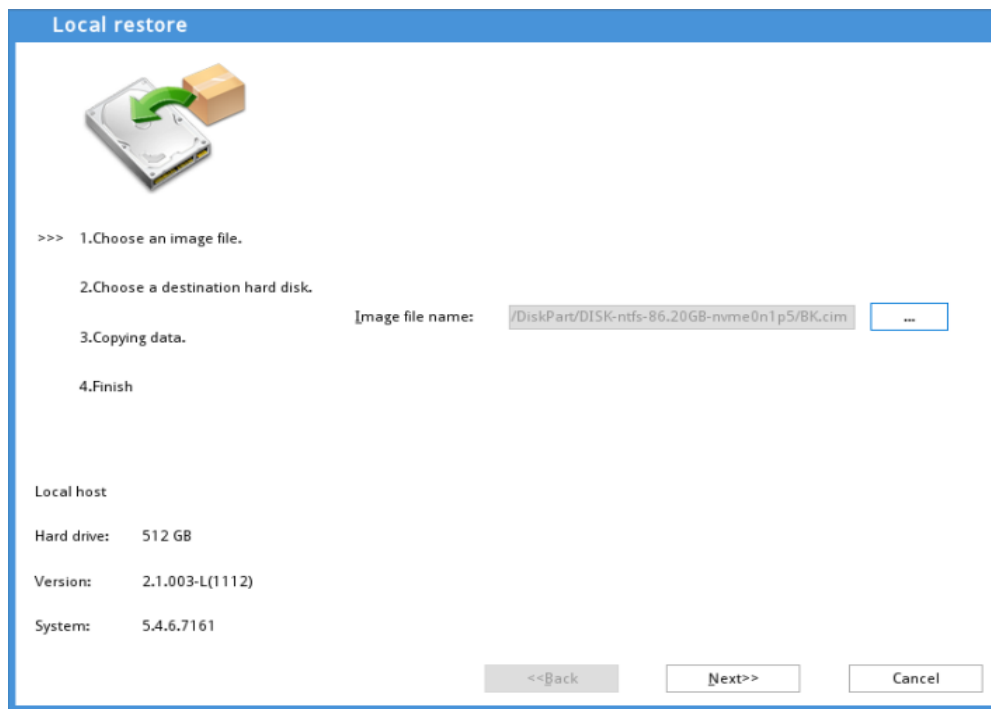 Local restore
>>> 1.Choose an image file.
2.Choose a destination hard disk.
Image file name: /DiskPart/DISK-ntfs-86.20GB-nvme0n1p5/BK.cim ...
3.Copying data.
4.Finish
Local host
Hard drive: 512 GB
Version: 2.1.003-L(1112)
System: 5.4.6.7161
<<Back Next>> Cancel